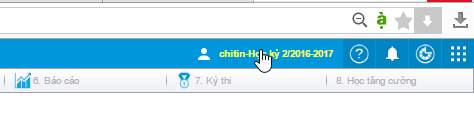 chitin-Học kỳ 2/2016-2017
6. Báo cáo
7. Kỳ thi
8. Học tăng cường